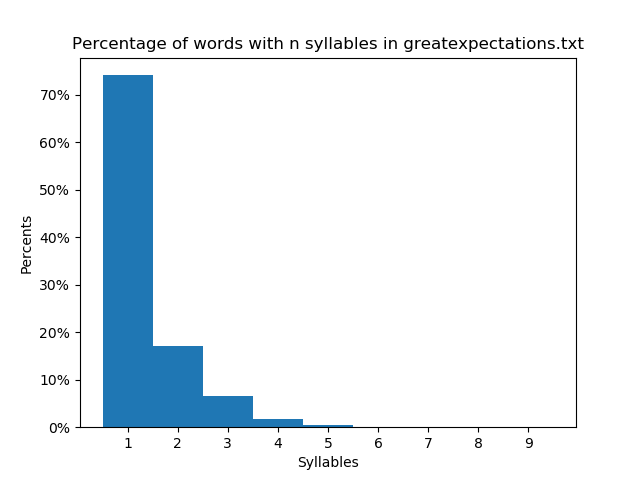 Percentage of words with n syllables in greatexpectations.txt
70%
60%
50%
40%
30%
20%
10%
0%
Percents
1 2 3 4 5 6 7 8 9
Syllables